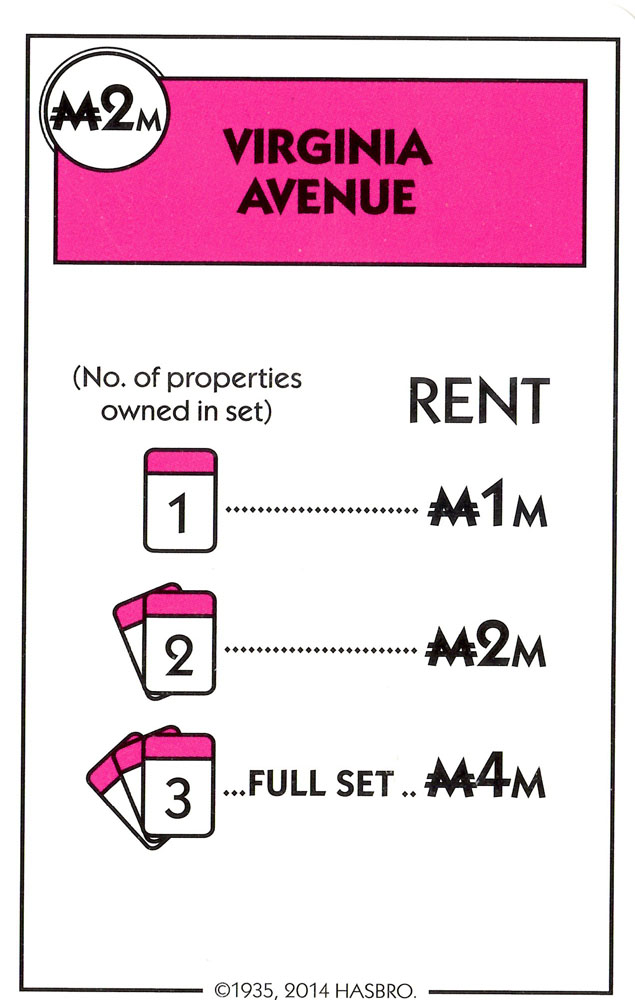 ₩2M
VIRGINIA
AVENUE
(No. of properties
owned in set)
RENT
1 ₩1M
2 ₩2M
3 ...FULL SET .. ₩4M
©1935, 2014 HASBRO.